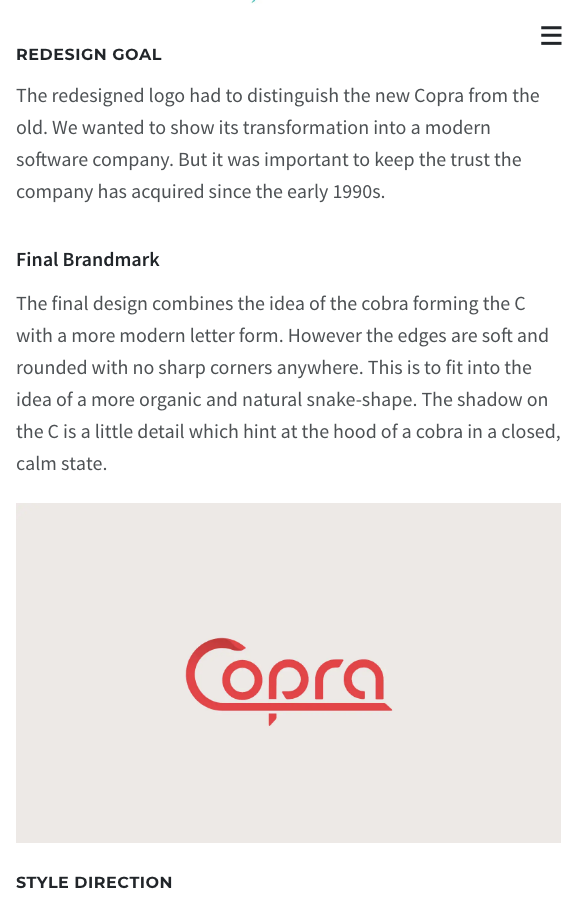 REDESIGN GOAL
The redesigned logo had to distinguish the new Copra from the
old. We wanted to show its transformation into a modern
software company. But it was important to keep the trust the
company has acquired since the early 1990s.
Final Brandmark
The final design combines the idea of the cobra forming the C
with a more modern letter form. However the edges are soft and
rounded with no sharp corners anywhere. This is to fit into the
idea of a more organic and natural snake-shape. The shadow on
the C is a little detail which hint at the hood of a cobra in a closed,
calm state.
Copra
STYLE DIRECTION